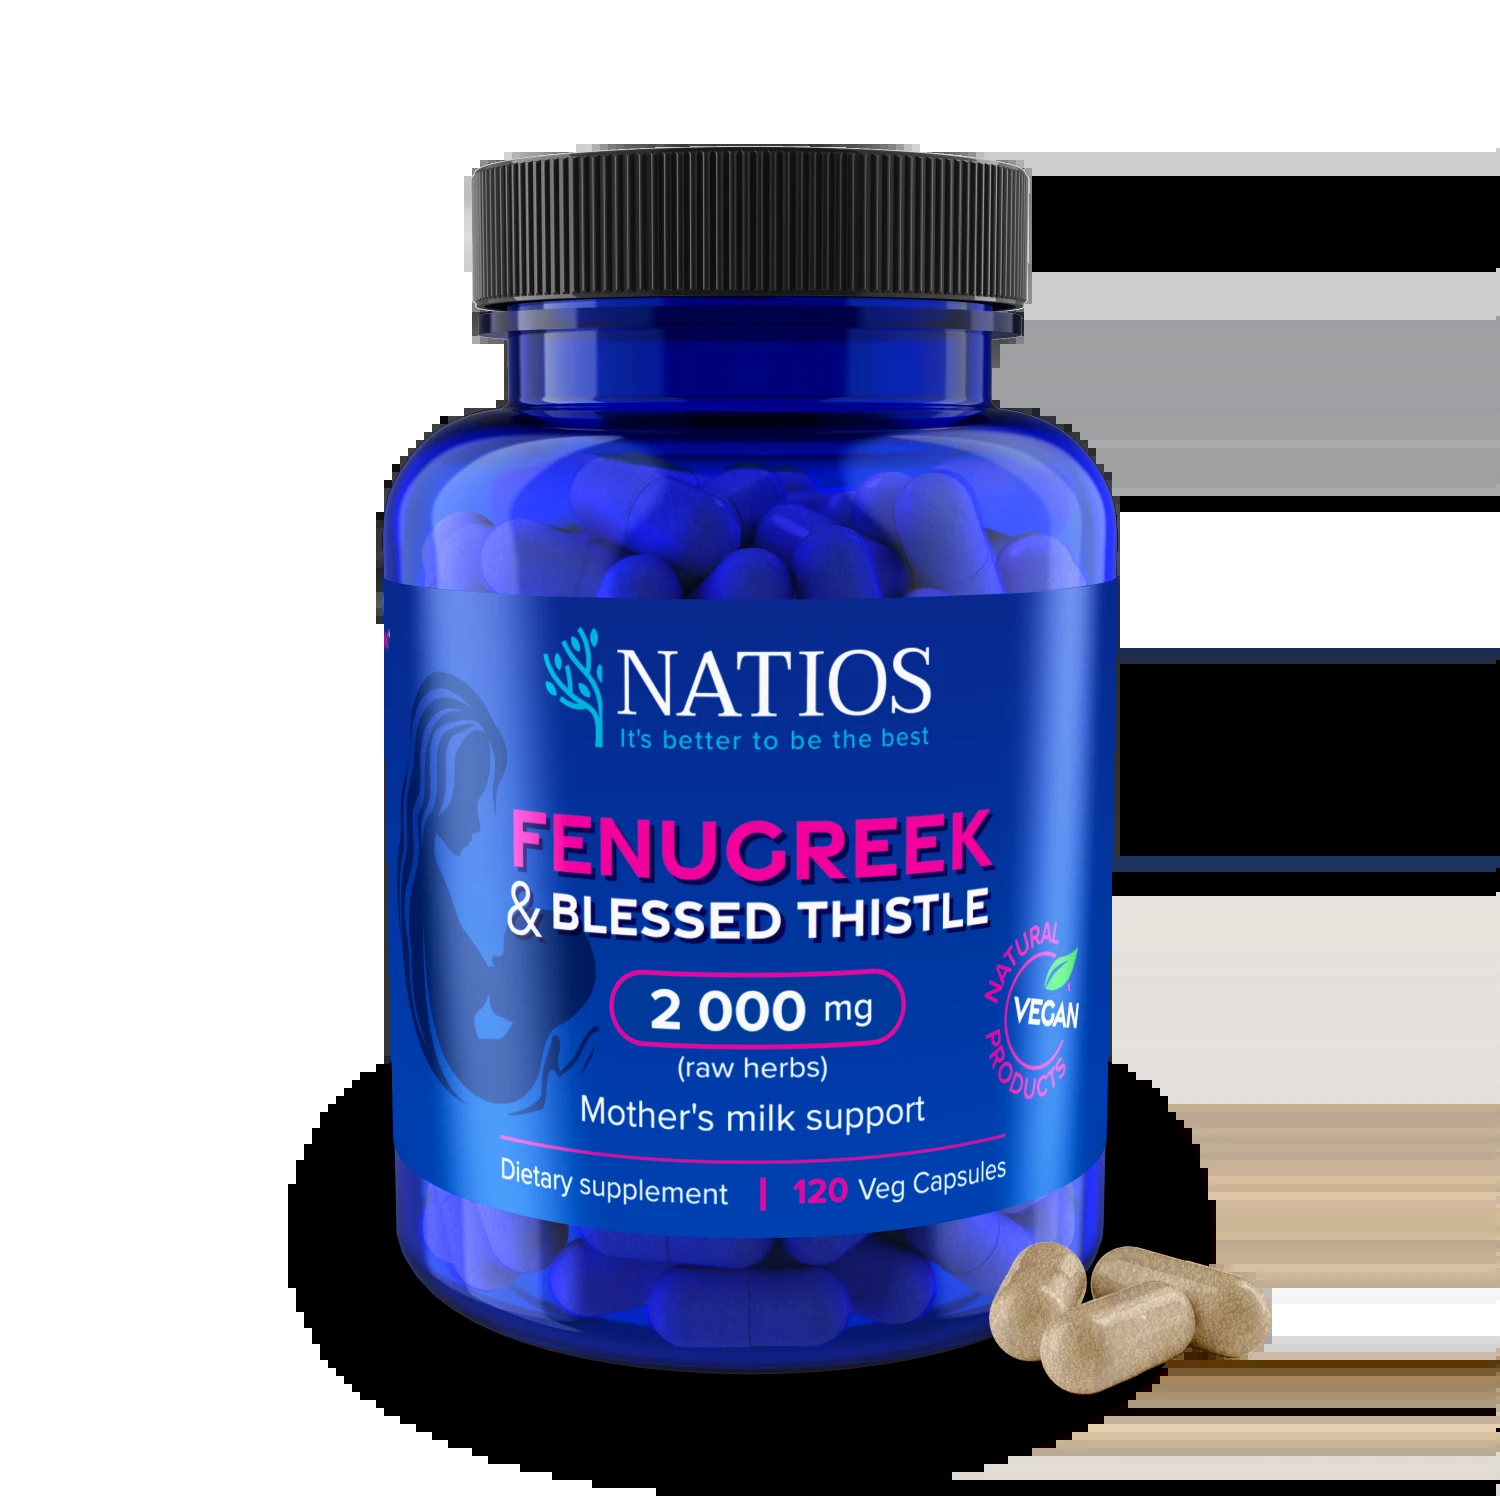 NATIOS
It's better to be the best
FENUGREEK
& BLESSED THISTLE
2 000 mg
(raw herbs)
Mother's milk support
Dietary supplement | 120 Veg Capsules
NATURAL
VEGAN
PRODUCTS